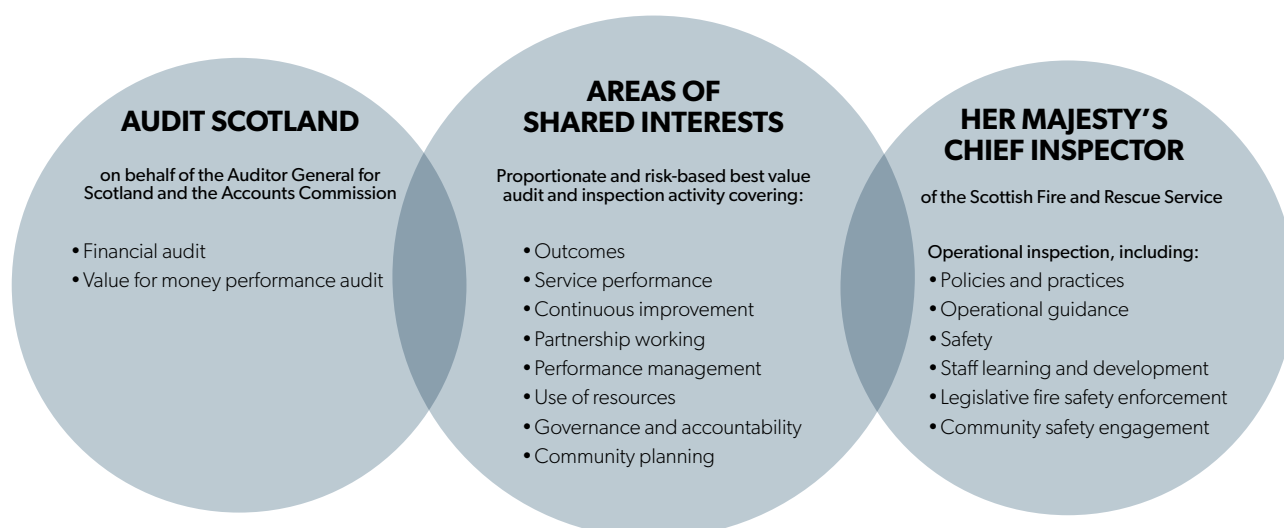 AUDIT SCOTLAND
on behalf of the Auditor General for
Scotland and the Accounts Commission
• Financial audit
• Value for money performance audit
AREAS OF
SHARED INTERESTS
Proportionate and risk-based best value
audit and inspection activity covering:
• Outcomes
• Service performance
• Continuous improvement
• Partnership working
• Performance management
• Use of resources
• Governance and accountability
• Community planning
HER MAJESTY'S
CHIEF INSPECTOR
of the Scottish Fire and Rescue Service
Operational inspection, including:
• Policies and practices
• Operational guidance
• Safety
• Staff learning and development
• Legislative fire safety enforcement
• Community safety engagement